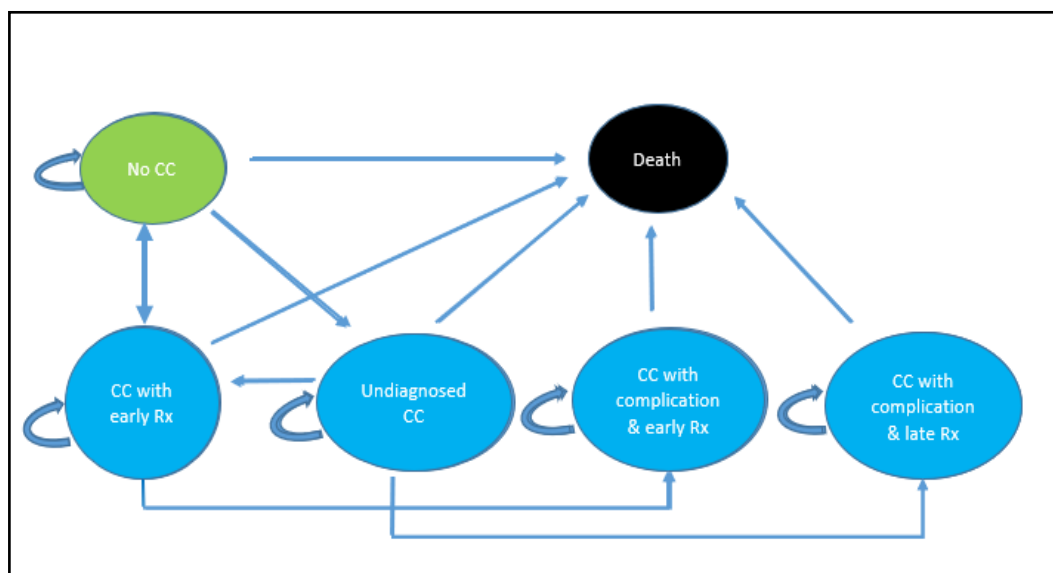 No CC
Death
CC with
early Rx
Undiagnosed
CC
CC with
complication
& early Rx
CC with
complication
& late Rx